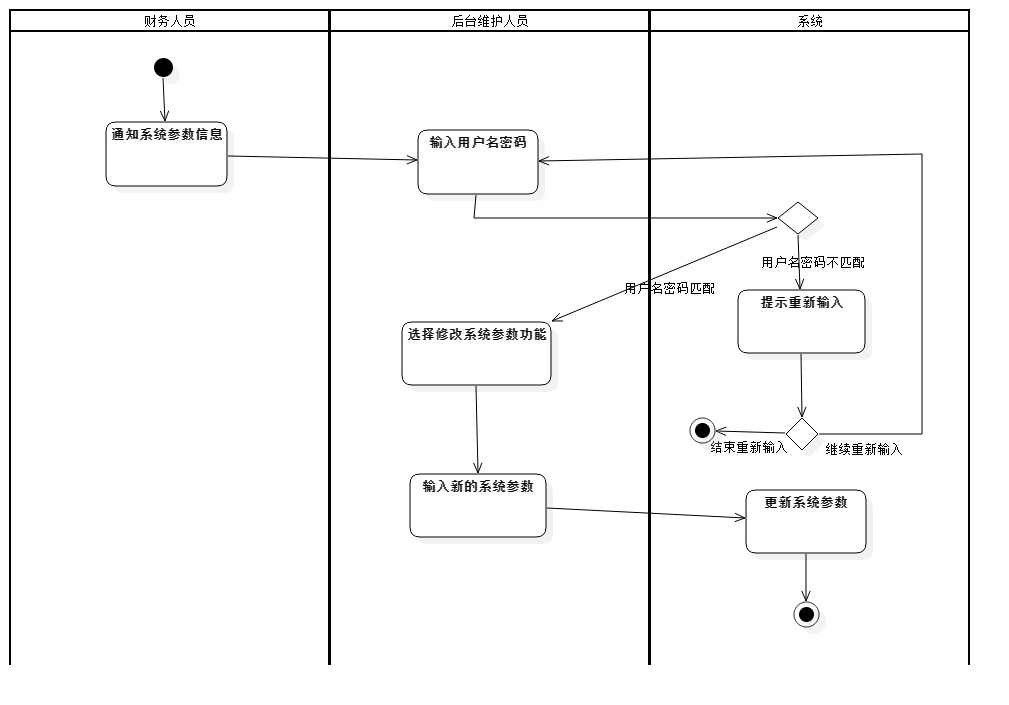 财务人员
后台维护人员
系统
通知系统参数信息
输入用户名密码
用户名密码不匹配
用户名密码匹配
提示重新输入
选择修改系统参数功能
结束重新输入
继续重新输入
输入新的系统参数
更新系统参数